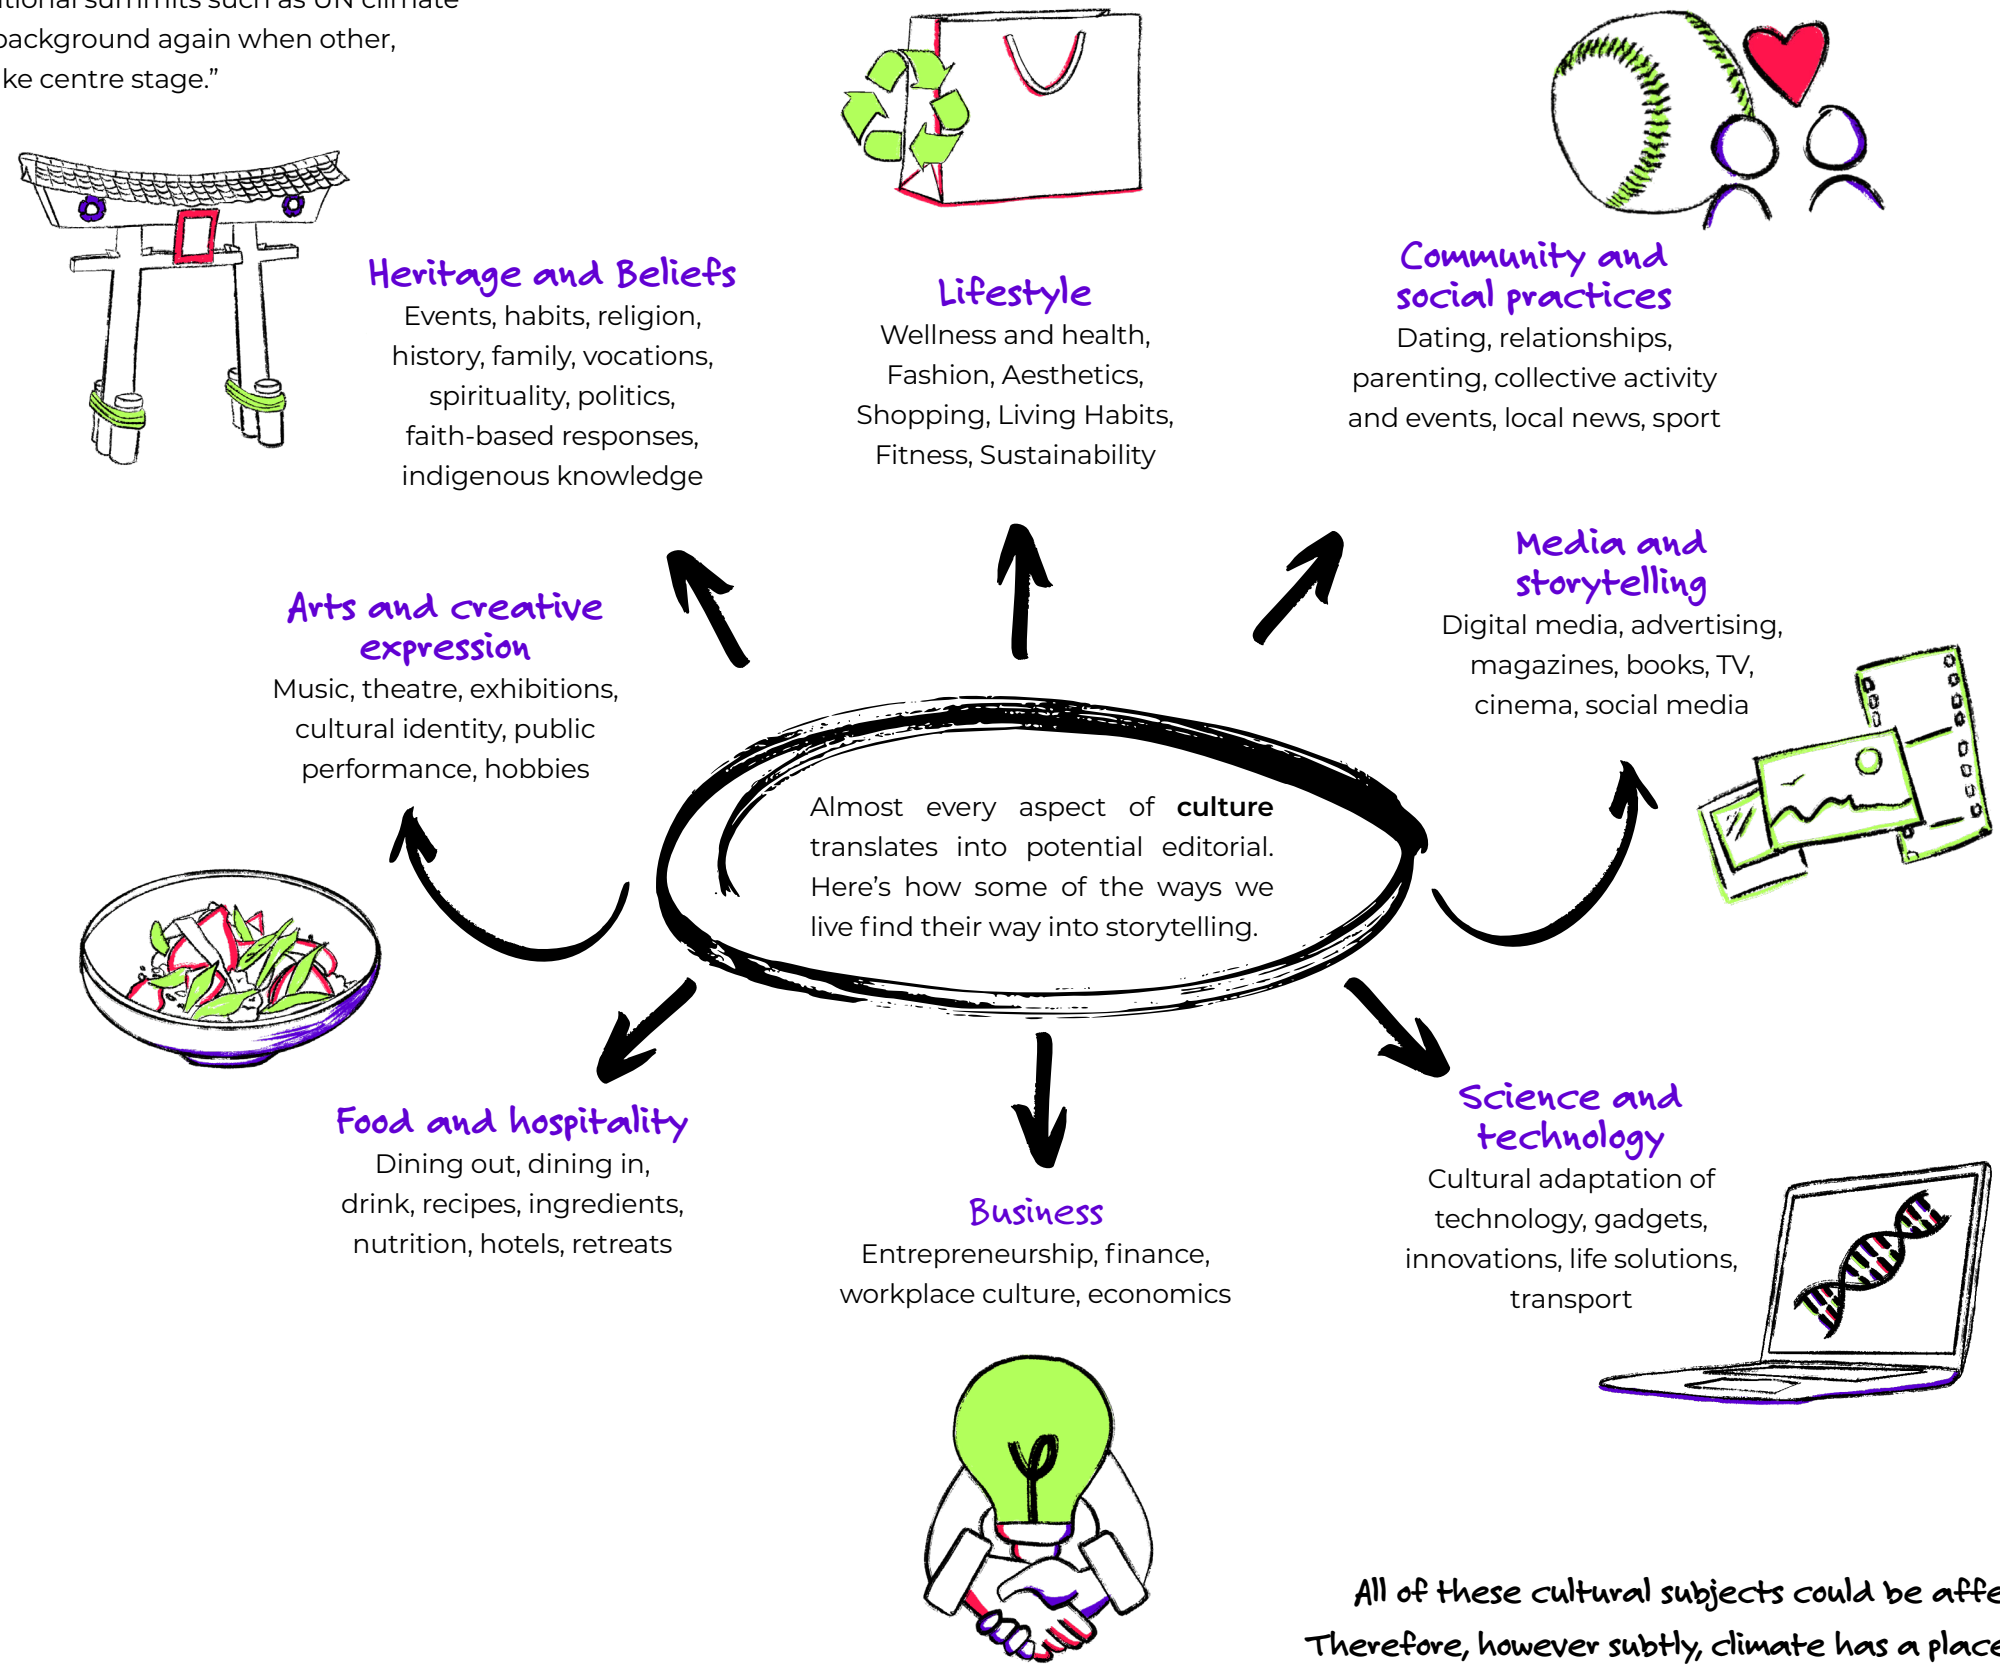 background again when other,
ke centre stage.”
Heritage and Beliefs
Events, habits, religion,
history, family, vocations,
spirituality, politics,
faith-based responses,
indigenous knowledge
Lifestyle
Wellness and health,
Fashion, Aesthetics,
Shopping, Living Habits,
Fitness, Sustainability
Community and
social practices
Dating, relationships,
parenting, collective activity
and events, local news, sport
Arts and creative
expression
Music, theatre, exhibitions,
cultural identity, public
performance, hobbies
Media and
storytelling
Digital media, advertising,
magazines, books, TV,
cinema, social media
Almost every aspect of culture
translates into potential editorial.
Here’s how some of the ways we
live find their way into storytelling.
Food and hospitality
Dining out, dining in,
drink, recipes, ingredients,
nutrition, hotels, retreats
Business
Entrepreneurship, finance,
workplace culture, economics
Science and
technology
Cultural adaptation of
technology, gadgets,
innovations, life solutions,
transport
All of these cultural subjects could be affe
Therefore, however subtly, climate has a place